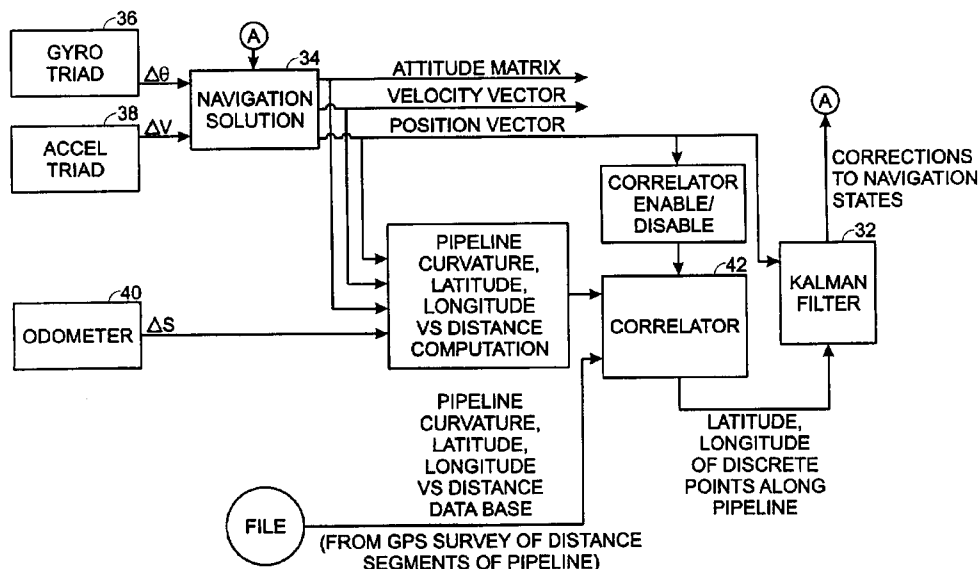 36
GYRO
TRIAD
Δθ
A
34
NAVIGATION
SOLUTION
ATTITUDE MATRIX
VELOCITY VECTOR
POSITION VECTOR
38
ACCEL
TRIAD
ΔV
A
CORRECTIONS
TO NAVIGATION
STATES
CORRELATOR
ENABLE/
DISABLE
32
KALMAN
FILTER
PIPELINE
CURVATURE,
LATITUDE,
LONGITUDE
VS DISTANCE
COMPUTATION
42
CORRELATOR
40
ODOMETER
ΔS
PIPELINE
CURVATURE,
LATITUDE,
LONGITUDE
VS DISTANCE
DATA BASE
LATITUDE,
LONGITUDE
OF DISCRETE
POINTS ALONG
PIPELINE
FILE
(FROM GPS SURVEY OF DISTANCE
SEGMENTS OF PIPELINE)